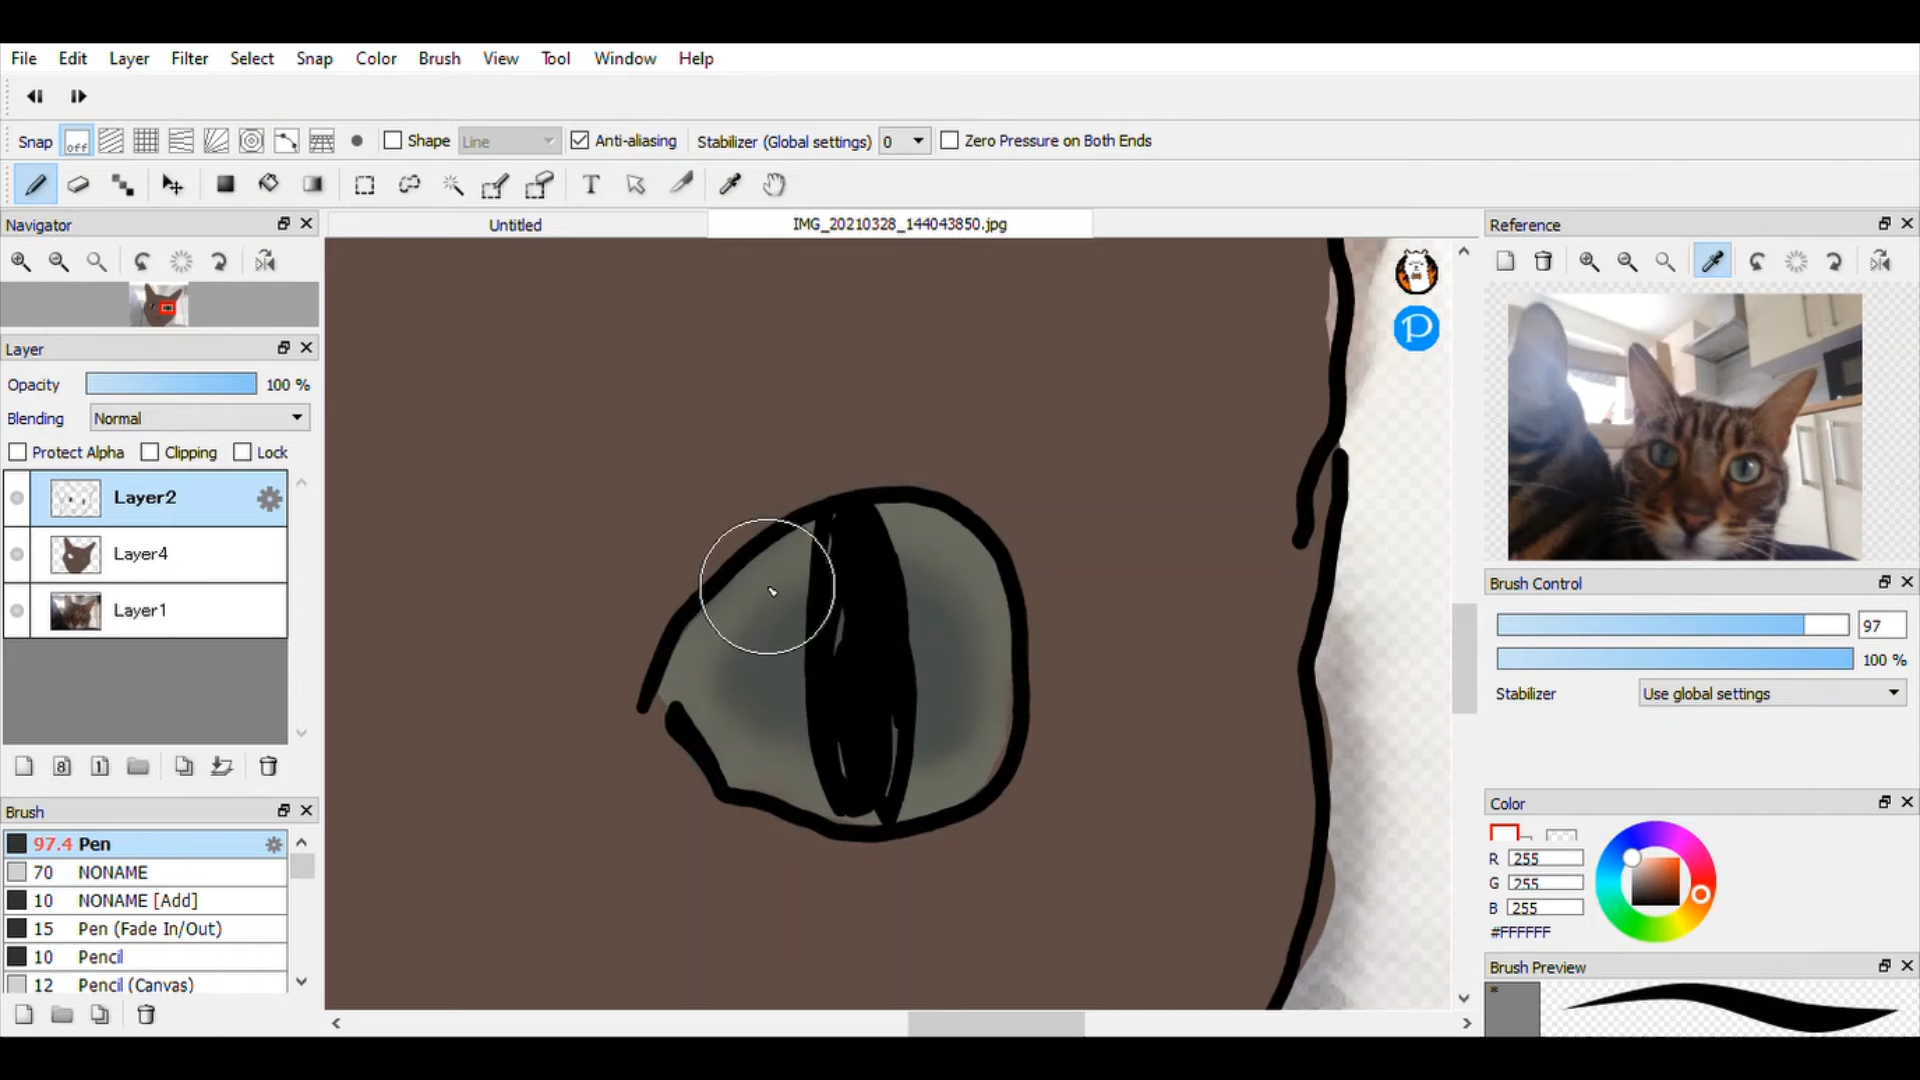 File Edit Layer Filter Select Snap Color Brush View Tool Window Help
Snap off Shape Line Anti-aliasing Stabilizer (Global settings) 0 Zero Pressure on Both Ends
T
Navigator
Untitled IMG_20210328_144043850.jpg
Reference
P
Layer
Opacity 100 %
Blending Normal
Protect Alpha Clipping Lock
Layer2
Layer4
Layer1
8 1
Brush
97.4 Pen
70 NONAME
10 NONAME [Add]
15 Pen (Fade In/Out)
10 Pencil
12 Pencil (Canvas)
Brush Control
97
100 %
Stabilizer Use global settings
Color
R 255
G 255
B 255
#FFFFFF
Brush Preview
*